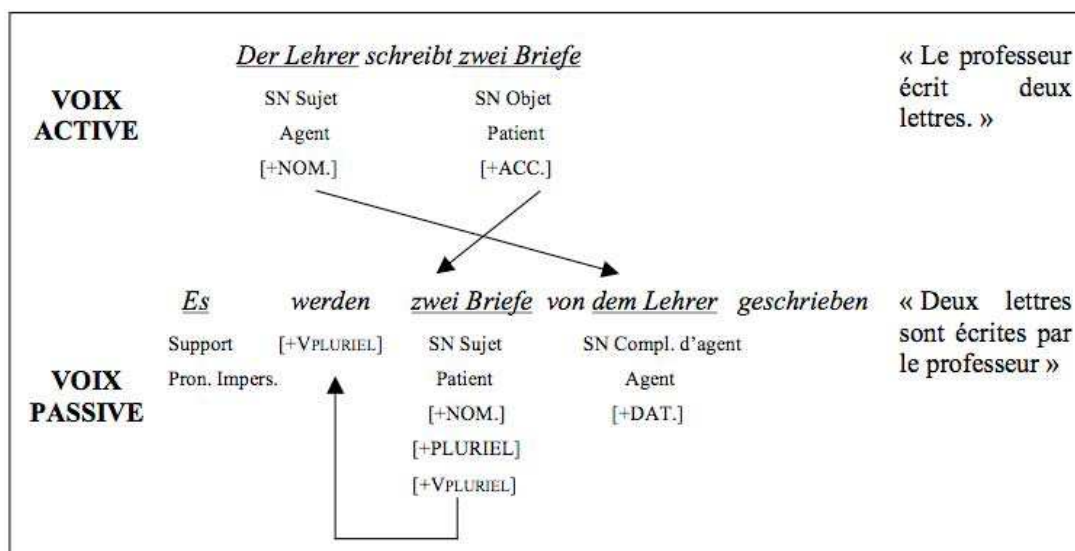 Der Lehrer schreibt zwei Briefe
« Le professeur
écrit deux
lettres. »
VOIX
ACTIVE
SN Sujet SN Objet
Agent Patient
[+NOM.] [+ACC.]
Es werden zwei Briefe von dem Lehrer geschrieben
« Deux lettres
sont écrites par
le professeur »
Support [+VPLURIEL] SN Sujet SN Compl. d'agent
Pron. Impers. Patient Agent
VOIX
PASSIVE
[+NOM.] [+DAT.]
[+PLURIEL]
[+VPLURIEL]